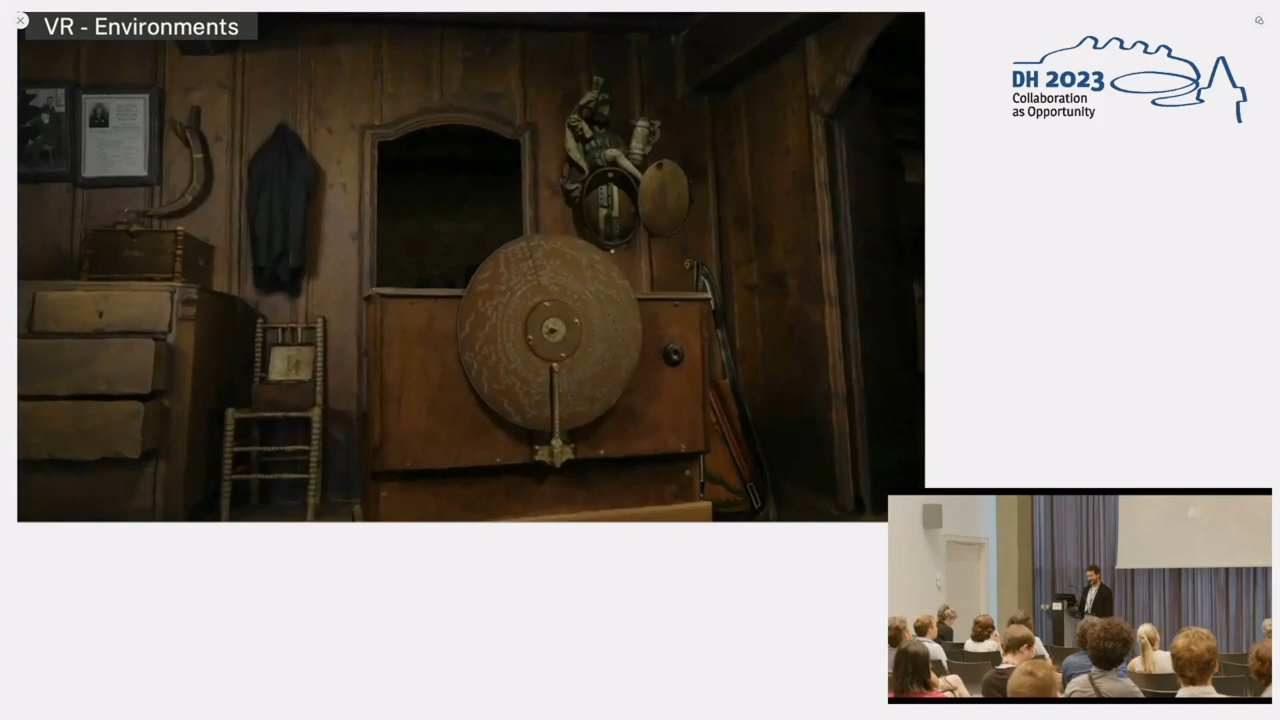 VR - Environments
DH 2023
Collaboration
as Opportunity